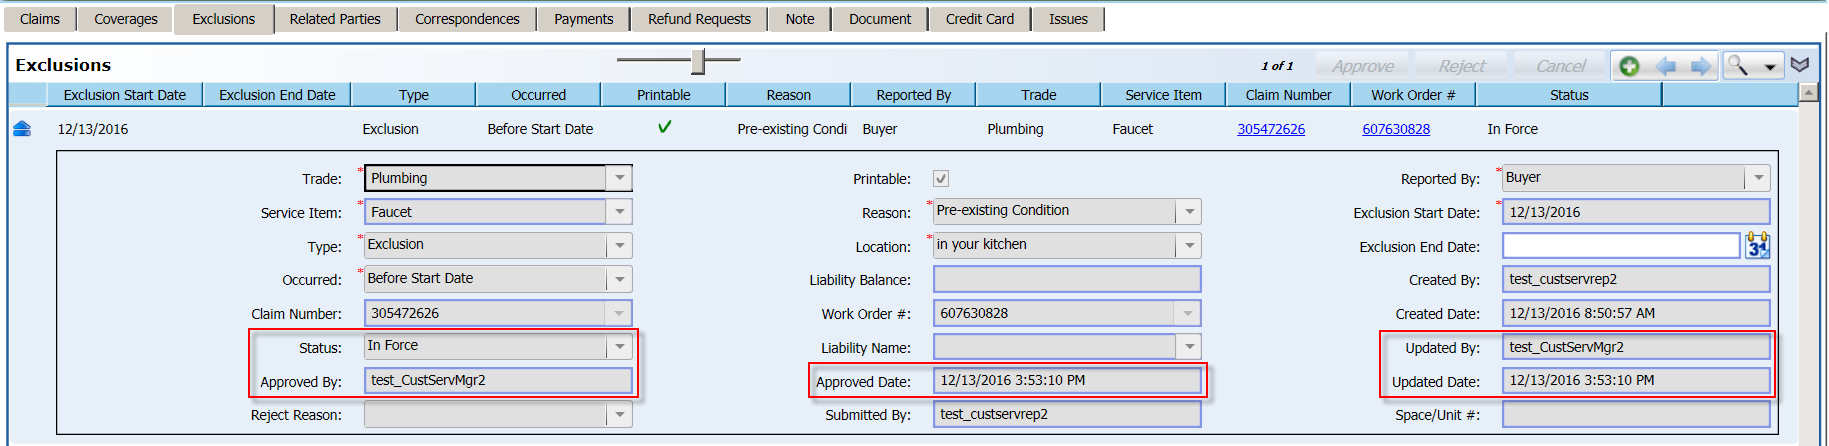 Claims Coverages Exclusions Related Parties Correspondences Payments Refund Requests Note Document Credit Card Issues
Exclusions 1 of 1 Approve Reject Cancel
Exclusion Start Date Exclusion End Date Type Occurred Printable Reason Reported By Trade Service Item Claim Number Work Order # Status
12/13/2016 Exclusion Before Start Date Pre-existing Condi Buyer Plumbing Faucet 305472626 607630828 In Force
Trade: * Plumbing Printable: Reported By: * Buyer
Service Item: * Faucet Reason: * Pre-existing Condition Exclusion Start Date: * 12/13/2016
Type: * Exclusion Location: * in your kitchen Exclusion End Date: 31
Occurred: * Before Start Date Liability Balance: Created By: test_custservrep2
Claim Number: 305472626 Work Order #: 607630828 Created Date: 12/13/2016 8:50:57 AM
Status: In Force Liability Name: Updated By: test_CustServMgr2
Approved By: test_CustServMgr2 Approved Date: 12/13/2016 3:53:10 PM Updated Date: 12/13/2016 3:53:10 PM
Reject Reason: Submitted By: test_custservrep2 Space/Unit #: